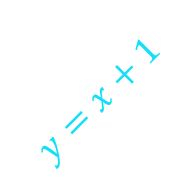 y = x + 1